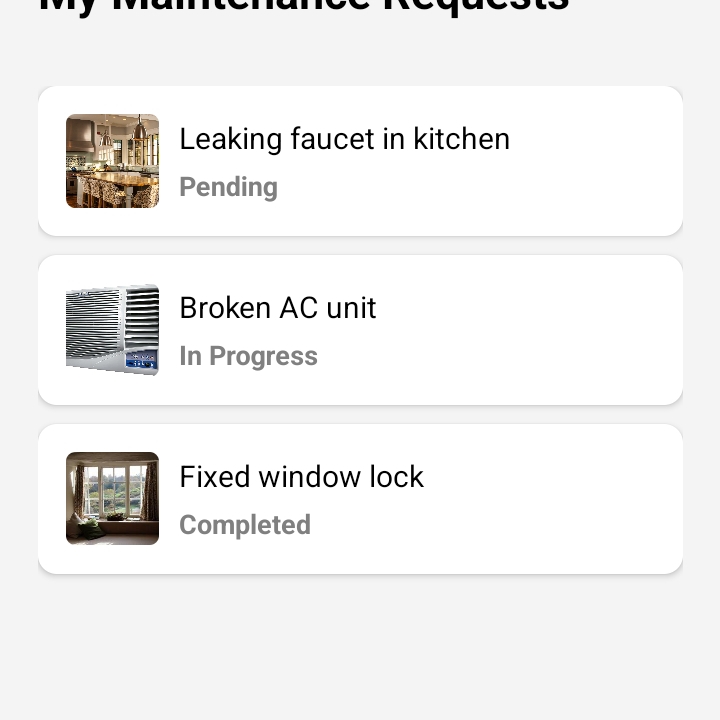 My Maintenance Requests
Leaking faucet in kitchen
Pending
Broken AC unit
In Progress
Fixed window lock
Completed